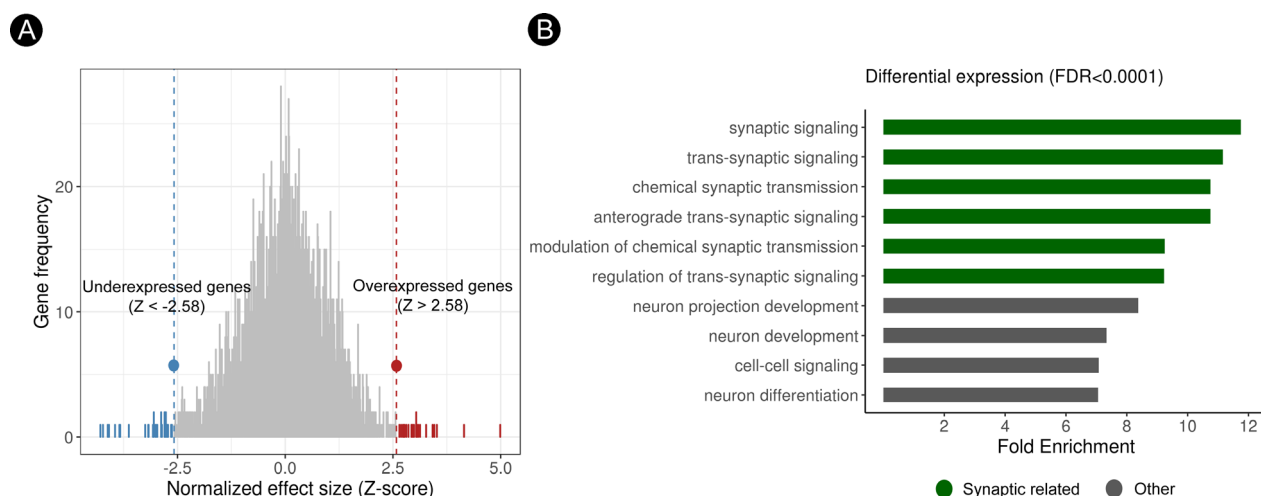 A
B
Gene frequency
20
10
0
Underexpressed genes
(Z < -2.58)
Overexpressed genes
(Z > 2.58)
-2.5
0.0
2.5
5.0
Normalized effect size (Z-score)
Differential expression (FDR<0.0001)
synaptic signaling
trans-synaptic signaling
chemical synaptic transmission
anterograde trans-synaptic signaling
modulation of chemical synaptic transmission
regulation of trans-synaptic signaling
neuron projection development
neuron development
cell-cell signaling
neuron differentiation
2
4
6
8
10
12
Fold Enrichment
Synaptic related
Other